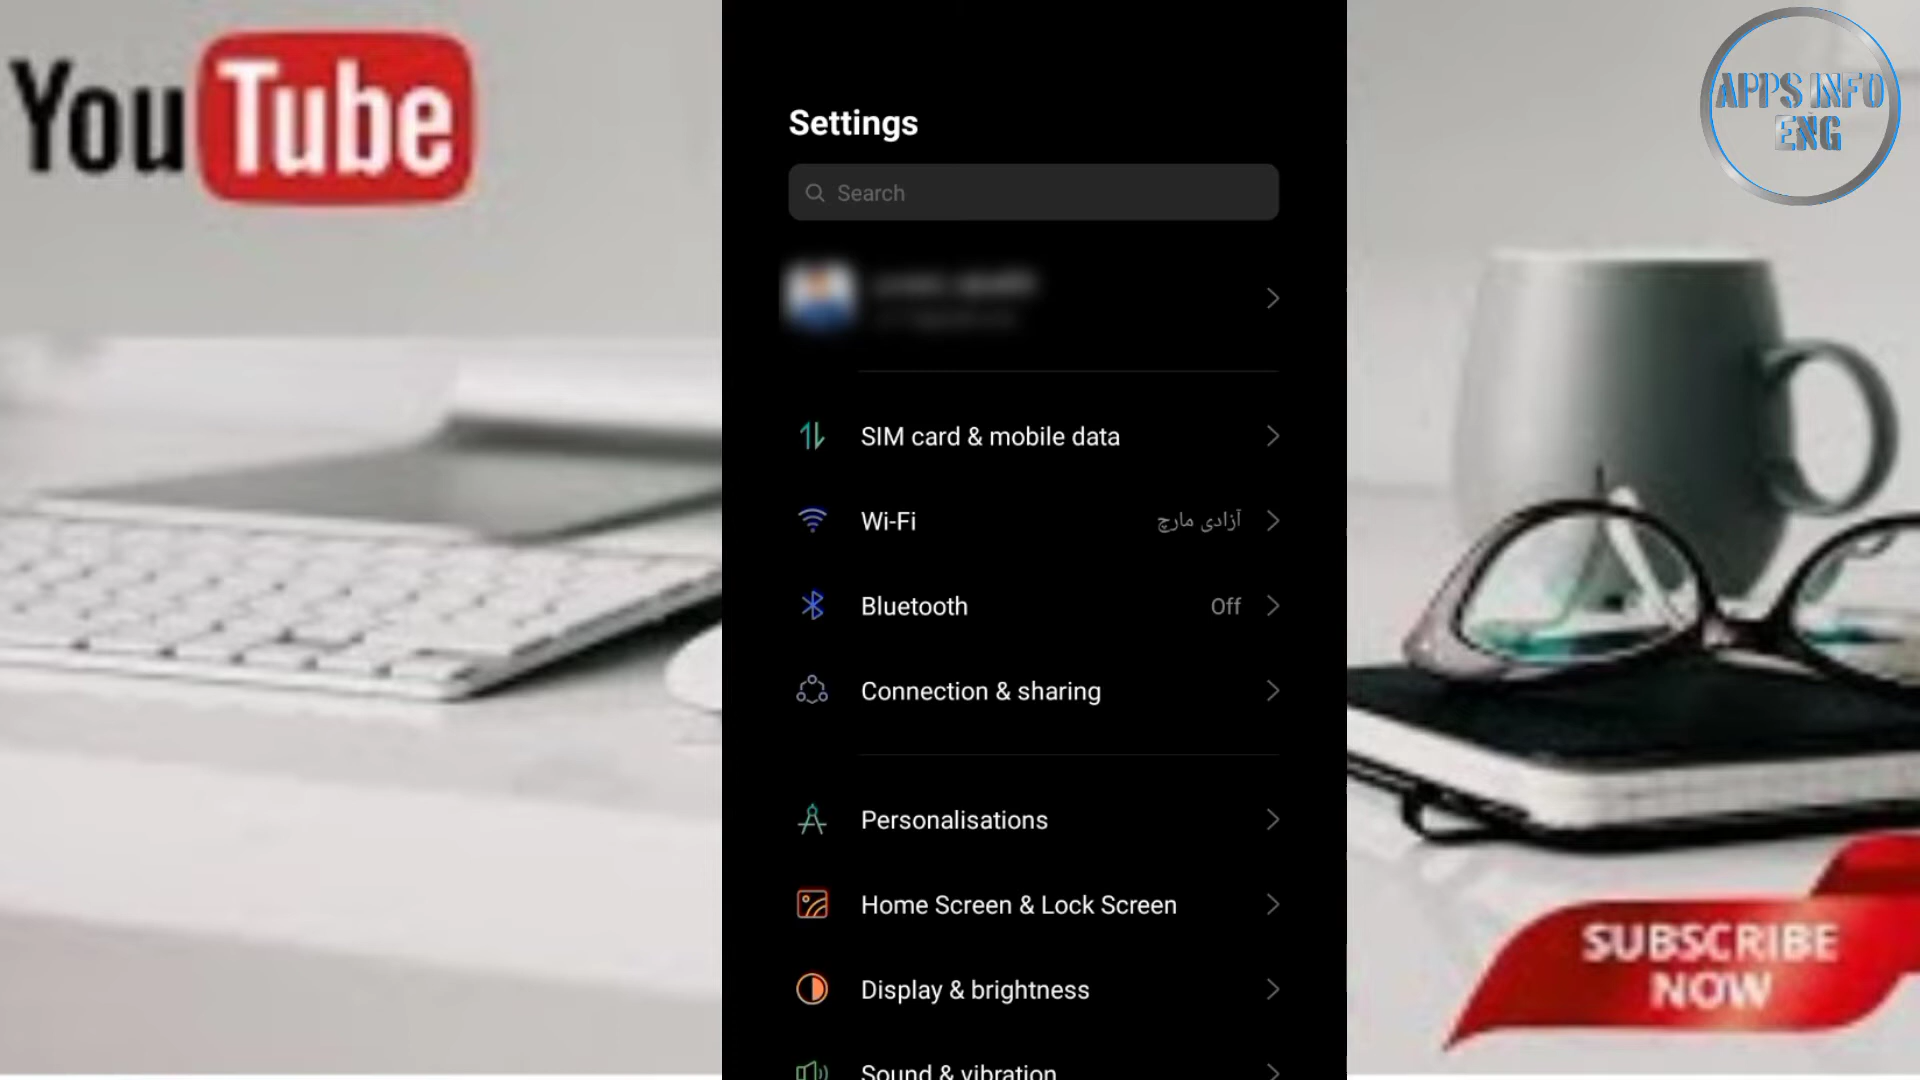 YouTube
APPS INFO
ENG
Settings
Search
SIM card & mobile data
Wi-Fi آزادی مارچ
Bluetooth Off
Connection & sharing
Personalisations
Home Screen & Lock Screen
Display & brightness
Sound & vibration
SUBSCRIBE
NOW